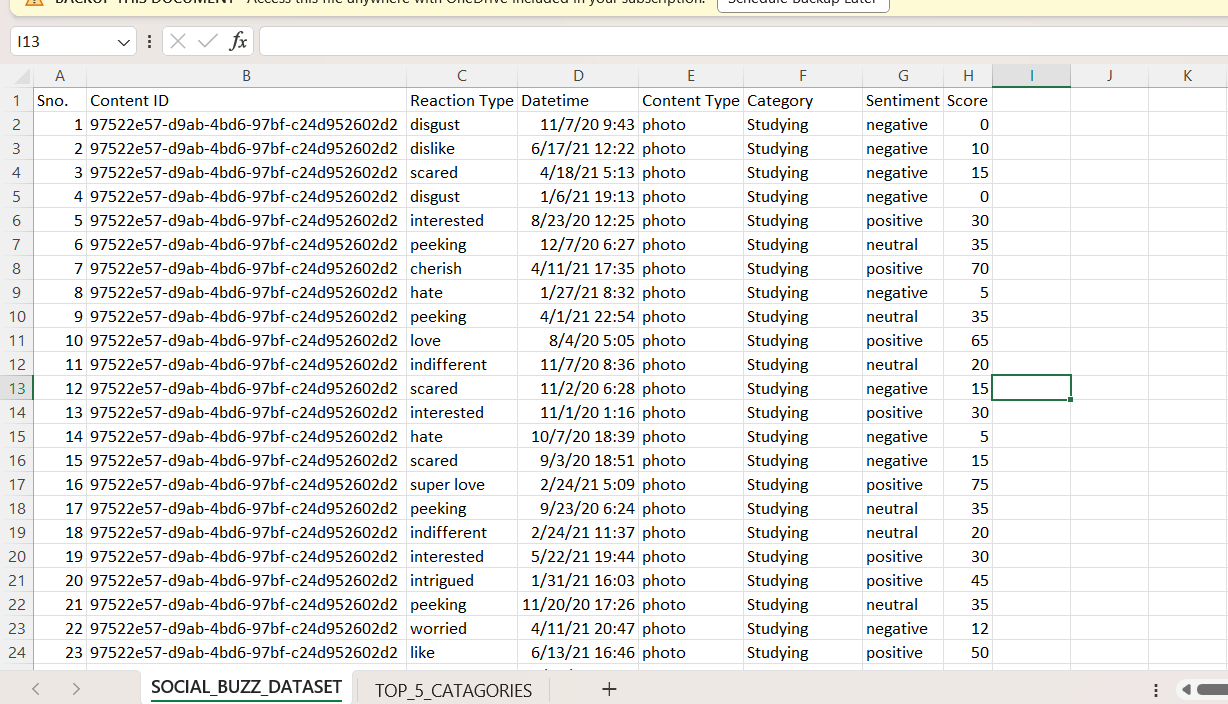 BACKUP THIS DOCUMENT Access this file anywhere with OneDrive included in your subscription. Schedule Backup Later
I13 fx
A B C D E F G H I J K
1 Sno. Content ID Reaction Type Datetime Content Type Category Sentiment Score
2 1 97522e57-d9ab-4bd6-97bf-c24d952602d2 disgust 11/7/20 9:43 photo Studying negative 0
3 2 97522e57-d9ab-4bd6-97bf-c24d952602d2 dislike 6/17/21 12:22 photo Studying negative 10
4 3 97522e57-d9ab-4bd6-97bf-c24d952602d2 scared 4/18/21 5:13 photo Studying negative 15
5 4 97522e57-d9ab-4bd6-97bf-c24d952602d2 disgust 1/6/21 19:13 photo Studying negative 0
6 5 97522e57-d9ab-4bd6-97bf-c24d952602d2 interested 8/23/20 12:25 photo Studying positive 30
7 6 97522e57-d9ab-4bd6-97bf-c24d952602d2 peeking 12/7/20 6:27 photo Studying neutral 35
8 7 97522e57-d9ab-4bd6-97bf-c24d952602d2 cherish 4/11/21 17:35 photo Studying positive 70
9 8 97522e57-d9ab-4bd6-97bf-c24d952602d2 hate 1/27/21 8:32 photo Studying negative 5
10 9 97522e57-d9ab-4bd6-97bf-c24d952602d2 peeking 4/1/21 22:54 photo Studying neutral 35
11 10 97522e57-d9ab-4bd6-97bf-c24d952602d2 love 8/4/20 5:05 photo Studying positive 65
12 11 97522e57-d9ab-4bd6-97bf-c24d952602d2 indifferent 11/7/20 8:36 photo Studying neutral 20
13 12 97522e57-d9ab-4bd6-97bf-c24d952602d2 scared 11/2/20 6:28 photo Studying negative 15
14 13 97522e57-d9ab-4bd6-97bf-c24d952602d2 interested 11/1/20 1:16 photo Studying positive 30
15 14 97522e57-d9ab-4bd6-97bf-c24d952602d2 hate 10/7/20 18:39 photo Studying negative 5
16 15 97522e57-d9ab-4bd6-97bf-c24d952602d2 scared 9/3/20 18:51 photo Studying negative 15
17 16 97522e57-d9ab-4bd6-97bf-c24d952602d2 super love 2/24/21 5:09 photo Studying positive 75
18 17 97522e57-d9ab-4bd6-97bf-c24d952602d2 peeking 9/23/20 6:24 photo Studying neutral 35
19 18 97522e57-d9ab-4bd6-97bf-c24d952602d2 indifferent 2/24/21 11:37 photo Studying neutral 20
20 19 97522e57-d9ab-4bd6-97bf-c24d952602d2 interested 5/22/21 19:44 photo Studying positive 30
21 20 97522e57-d9ab-4bd6-97bf-c24d952602d2 intrigued 1/31/21 16:03 photo Studying positive 45
22 21 97522e57-d9ab-4bd6-97bf-c24d952602d2 peeking 11/20/20 17:26 photo Studying neutral 35
23 22 97522e57-d9ab-4bd6-97bf-c24d952602d2 worried 4/11/21 20:47 photo Studying negative 12
24 23 97522e57-d9ab-4bd6-97bf-c24d952602d2 like 6/13/21 16:46 photo Studying positive 50
SOCIAL_BUZZ_DATASET TOP_5_CATAGORIES